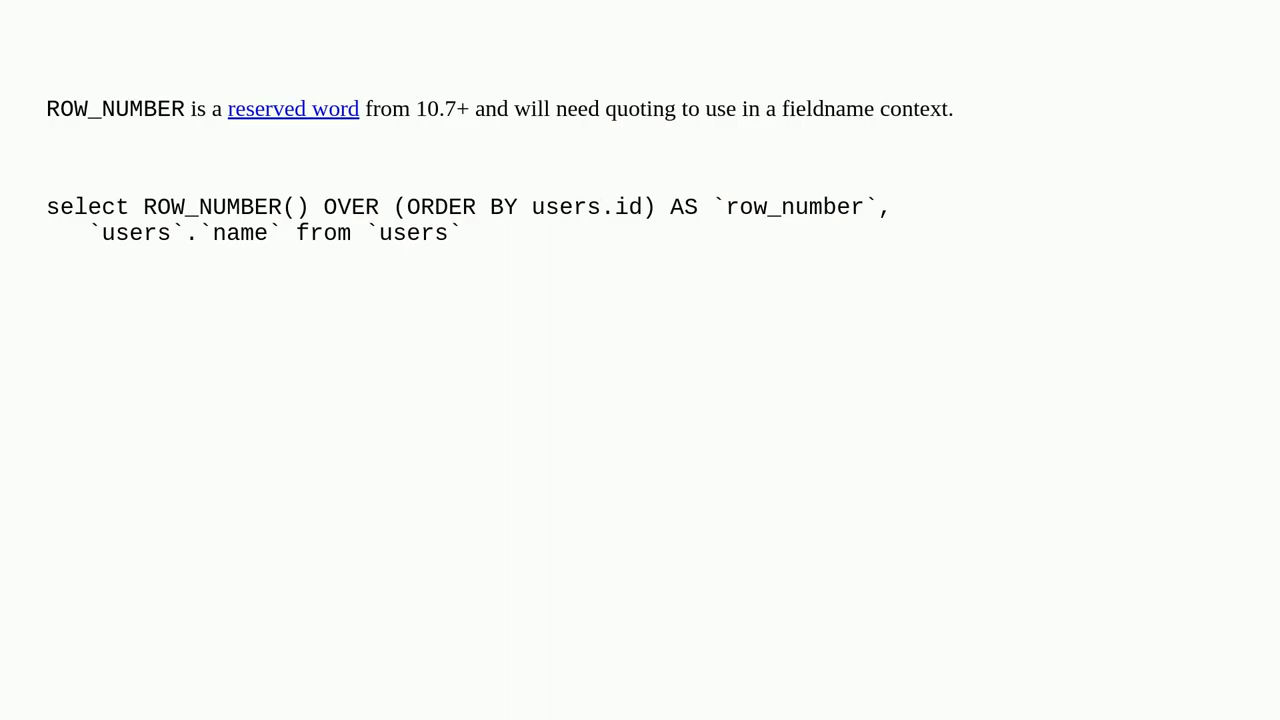 ROW_NUMBER is a reserved word from 10.7+ and will need quoting to use in a fieldname context.
select ROW_NUMBER() OVER (ORDER BY users.id) AS `row_number`,
   `users`.`name` from `users`